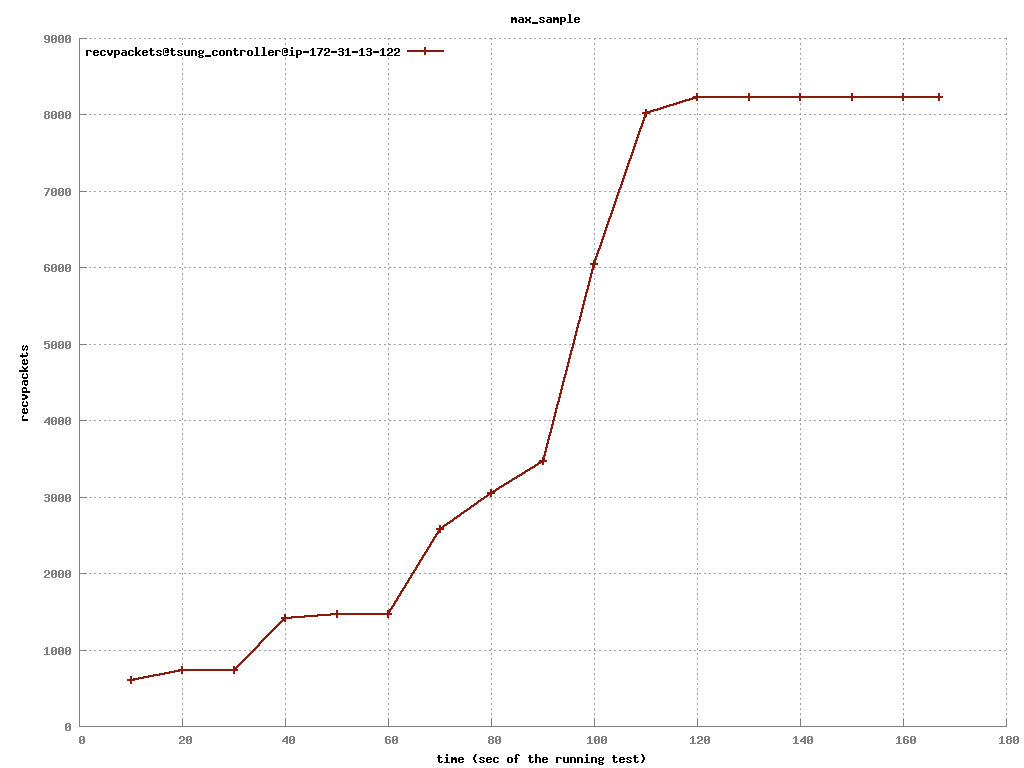 max_sample
9000
recvpackets@tsung_controller@ip-172-31-13-122
8000
7000
6000
5000
recvpackets
4000
3000
2000
1000
0
0 20 40 60 80 100 120 140 160 180
time (sec of the running test)